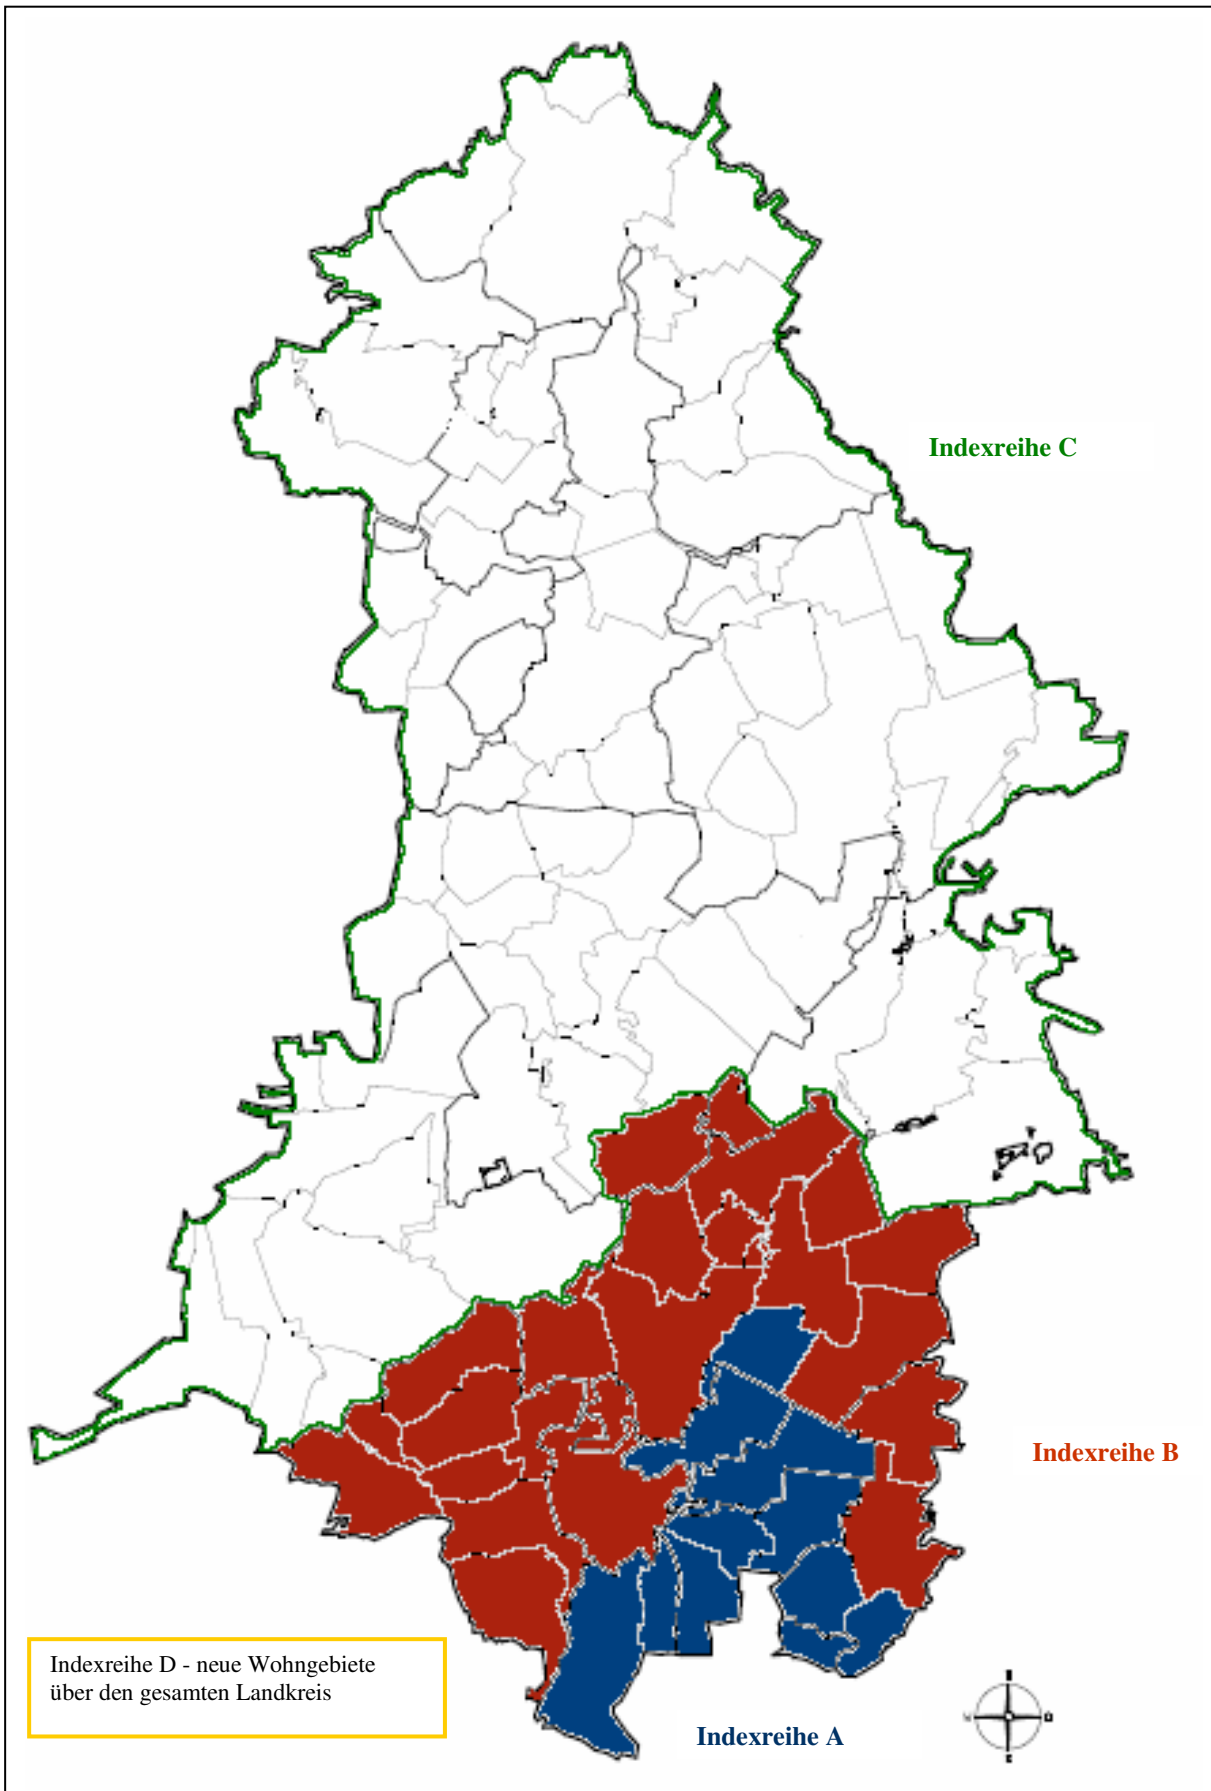 Indexreihe C
Indexreihe B
Indexreihe D - neue Wohngebiete
über den gesamten Landkreis
Indexreihe A